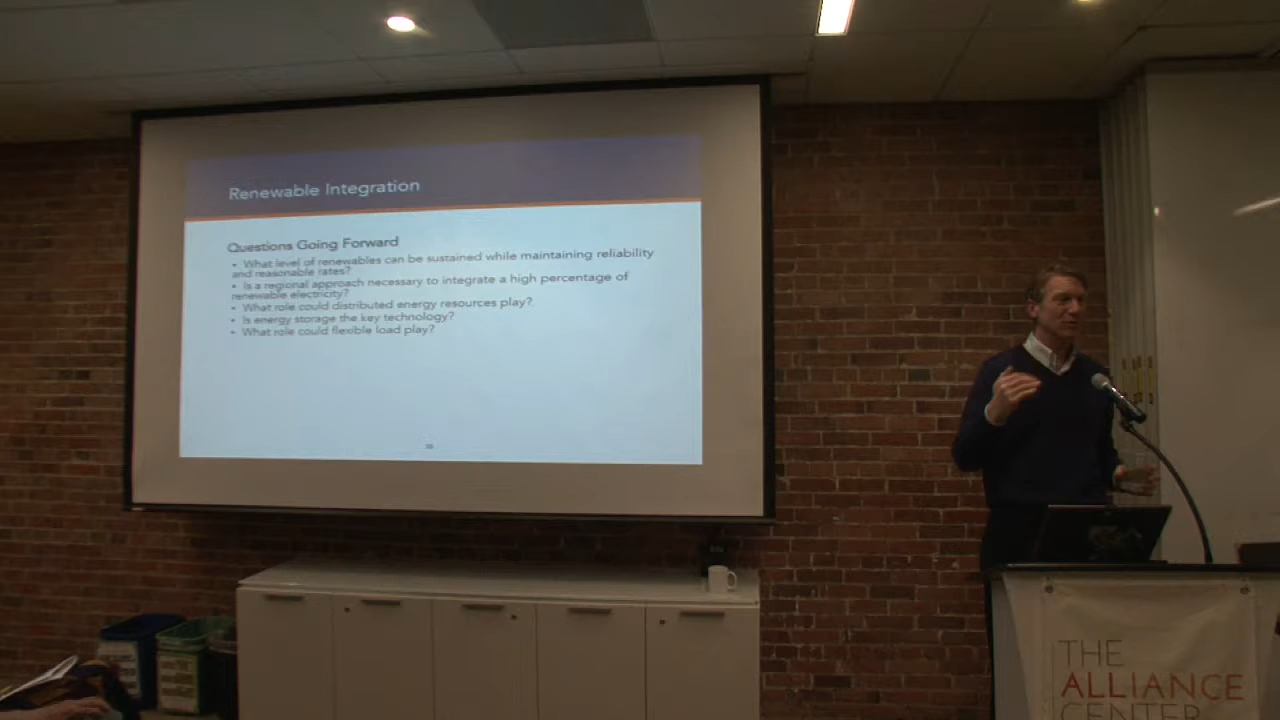 Renewable Integration
Questions Going Forward
• What level of renewables can be sustained while maintaining reliability
and reasonable rates?
• Is a regional approach necessary to integrate a high percentage of
renewable electricity?
• What role could distributed energy resources play?
• Is energy storage the key technology?
• What role could flexible load play?
THE
ALLIANCE
CENTER